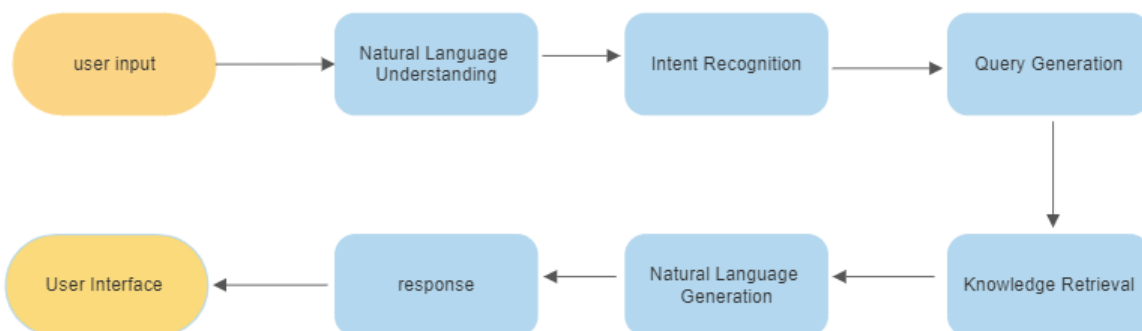 user input
Natural Language
Understanding
Intent Recognition
Query Generation
User Interface
response
Natural Language
Generation
Knowledge Retrieval